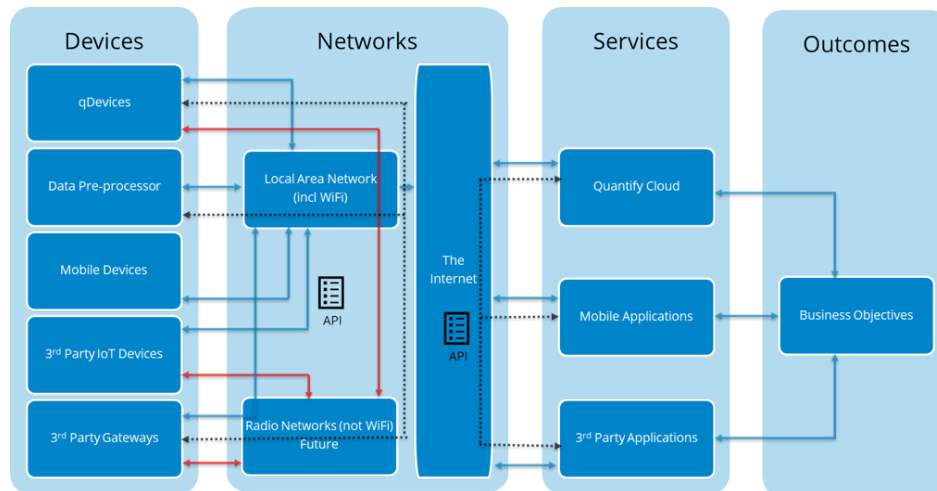 Devices
qDevices
Data Pre-processor
Mobile Devices
3rd Party IoT Devices
3rd Party Gateways
Networks
Local Area Network
(incl WiFi)
API
Radio Networks (not WiFi)
Future
The
Internet
API
Services
Quantify Cloud
Mobile Applications
3rd Party Applications
Outcomes
Business Objectives